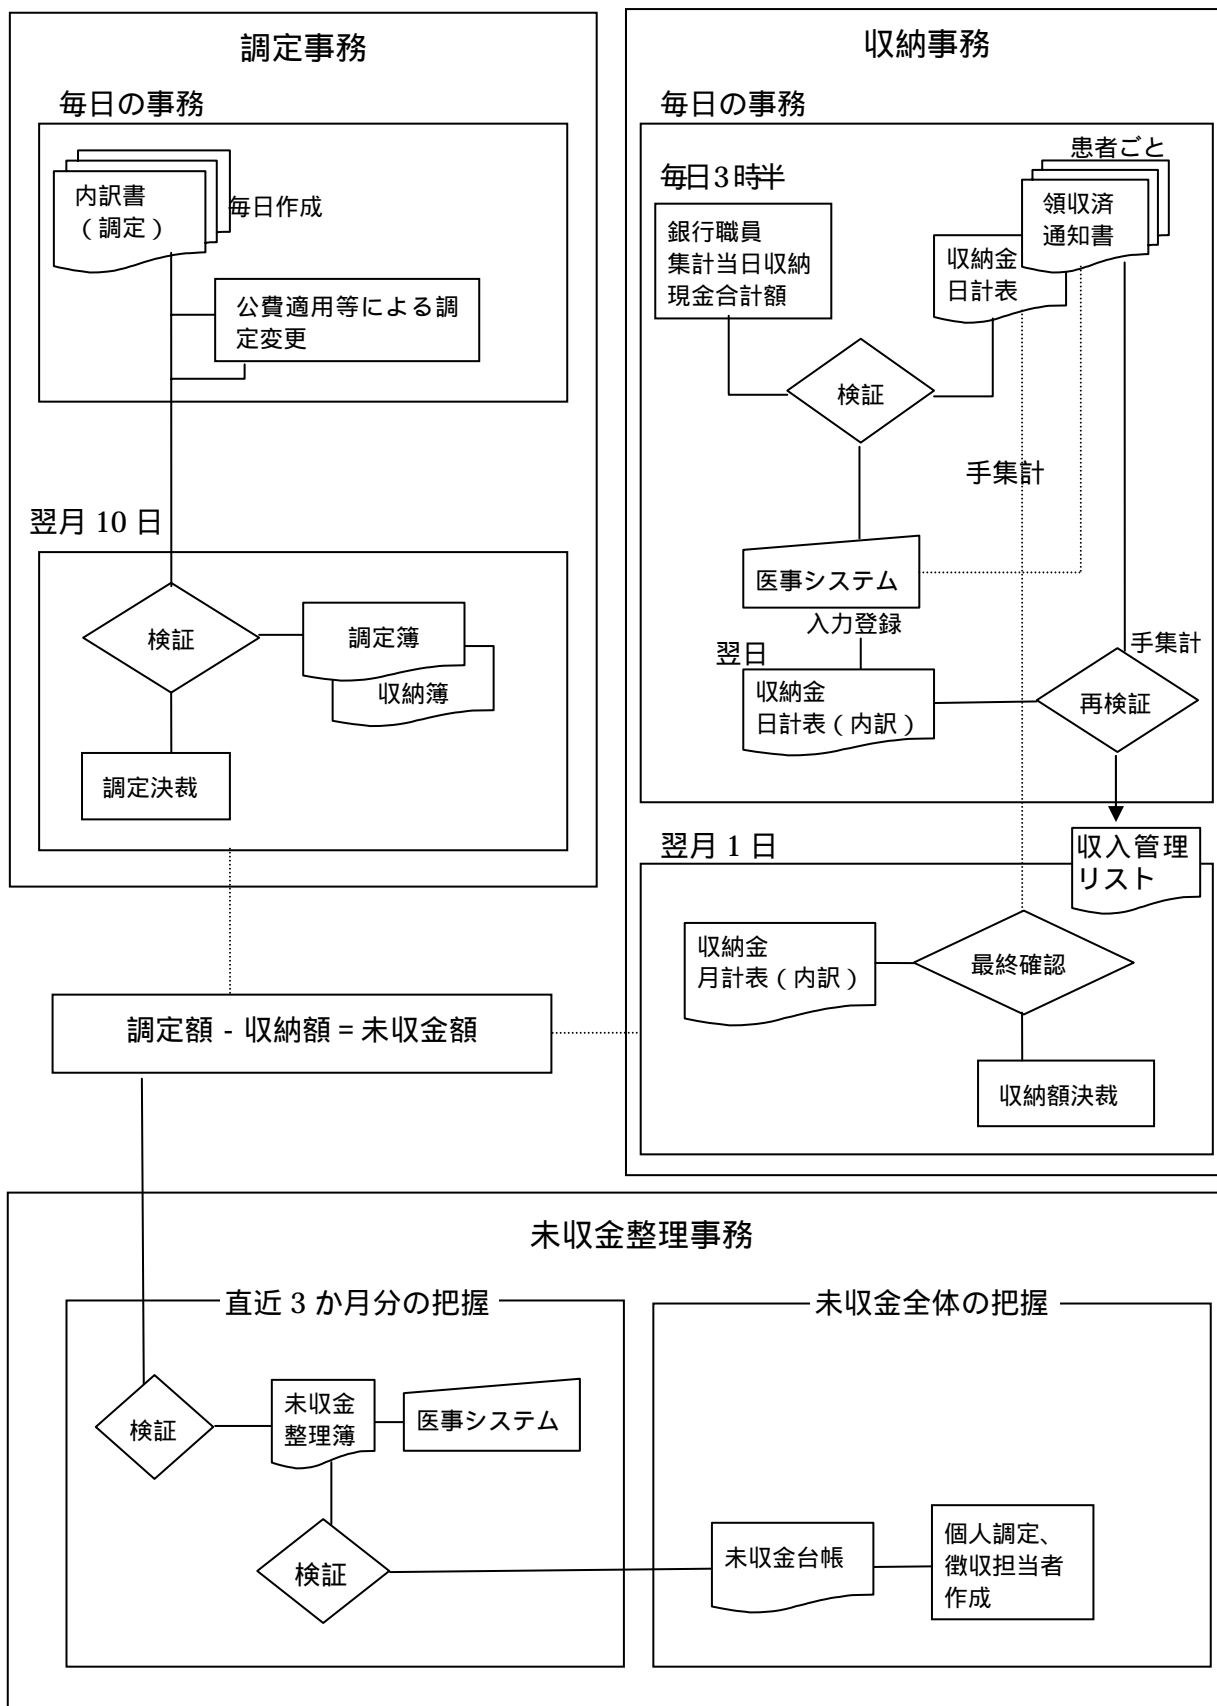 調定事務
毎日の事務
内訳書
（調定）
毎日作成
公費適用等による調
定変更
翌月 10 日
検証
調定簿
収納簿
調定決裁
収納事務
毎日の事務
毎日3時半
銀行職員
集計当日収納
現金合計額
患者ごと
領収済
通知書
収納金
日計表
検証
手集計
医事システム
入力登録
翌日
収納金
日計表（内訳）
手集計
再検証
翌月 1 日
収入管理
リスト
収納金
月計表（内訳）
最終確認
収納額決裁
調定額 - 収納額 = 未収金額
未収金整理事務
直近 3 か月分の把握
検証
未収金
整理簿
医事システム
検証
未収金全体の把握
未収金台帳
個人調定、
徴収担当者
作成